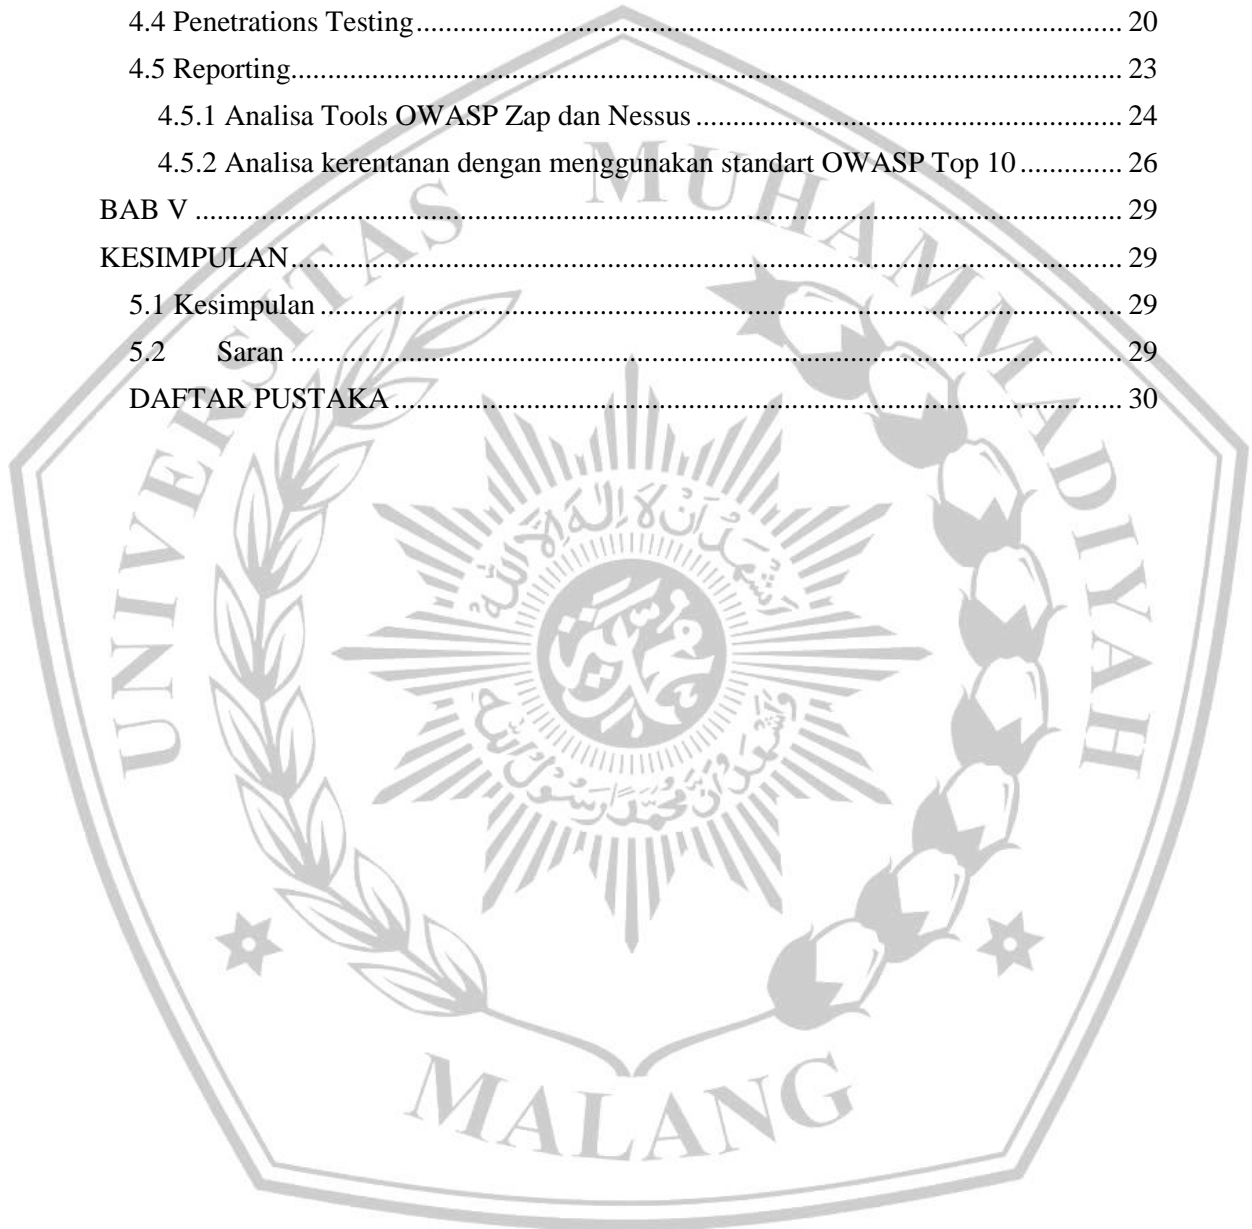 4.4 Penetrations Testing ........ 20
4.5 Reporting ........ 23
4.5.1 Analisa Tools OWASP Zap dan Nessus ........ 24
4.5.2 Analisa kerentanan dengan menggunakan standart OWASP Top 10 ........ 26
BAB V ........ 29
KESIMPULAN ........ 29
5.1 Kesimpulan ........ 29
5.2 Saran ........ 29
DAFTAR PUSTAKA ........ 30
UNIVERSITAS MUHAMMADIYAH
MALANG